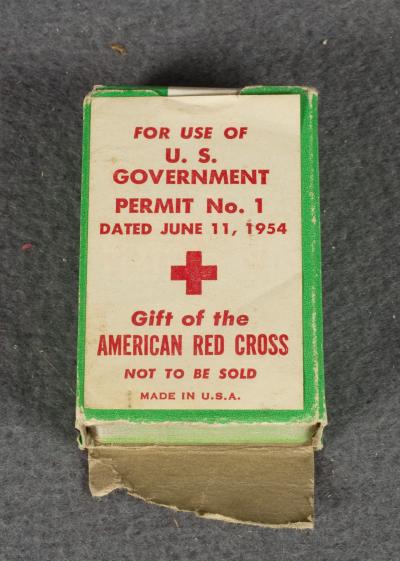 FOR USE OF
U. S.
GOVERNMENT
PERMIT No. 1
DATED JUNE 11, 1954
Gift of the
AMERICAN RED CROSS
NOT TO BE SOLD
MADE IN U.S.A.